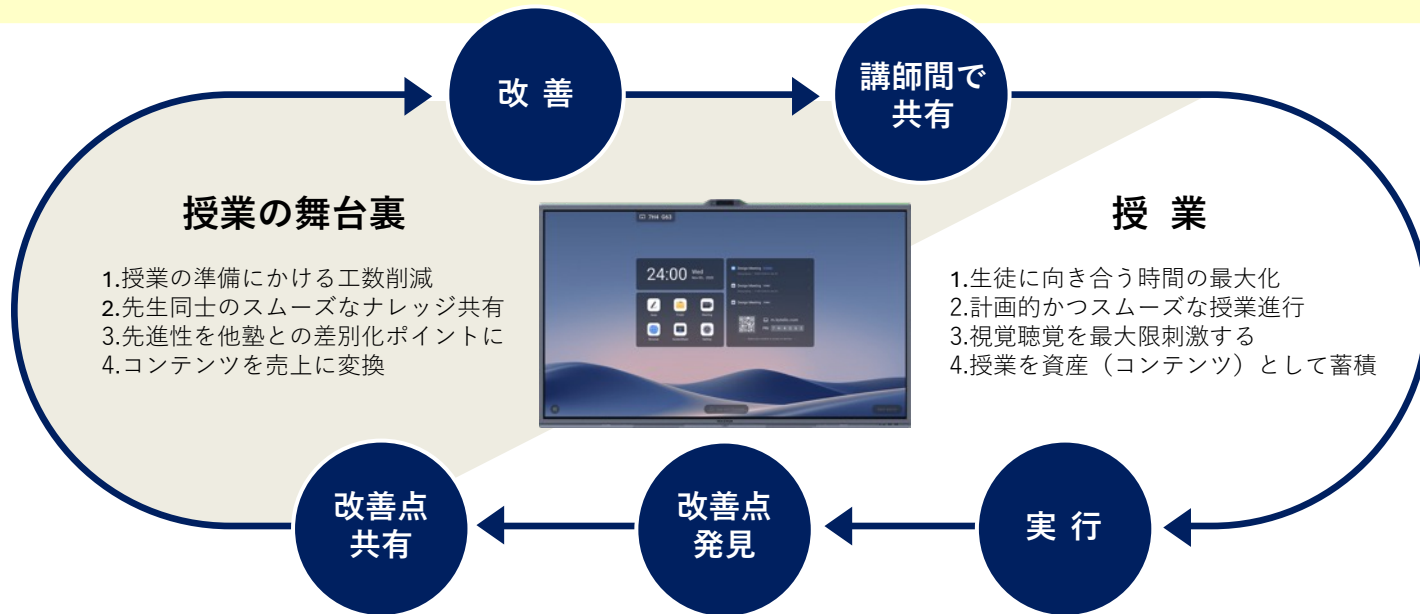 改 善
講師間で
共有
授業の舞台裏
1.授業の準備にかける工数削減
2.先生同士のスムーズなナレッジ共有
3.先進性を他塾との差別化ポイントに
4.コンテンツを売上に変換
24:00 Wed
授 業
1.生徒に向き合う時間の最大化
2.計画的かつスムーズな授業進行
3.視覚聴覚を最大限刺激する
4.授業を資産（コンテンツ）として蓄積
改善点
共有
改善点
発見
実 行